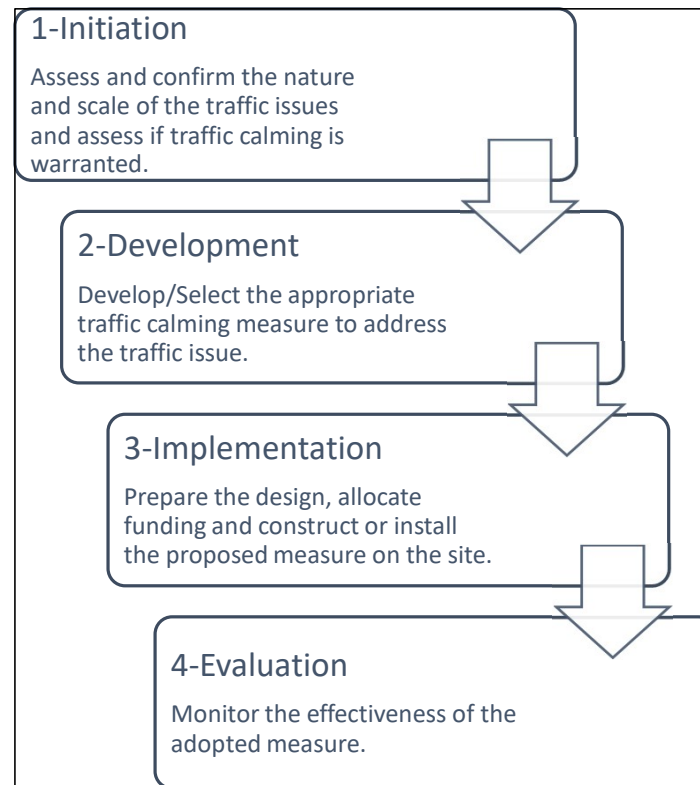 1-Initiation
Assess and confirm the nature
and scale of the traffic issues
and assess if traffic calming is
warranted.
2-Development
Develop/Select the appropriate
traffic calming measure to address
the traffic issue.
3-Implementation
Prepare the design, allocate
funding and construct or install
the proposed measure on the site.
4-Evaluation
Monitor the effectiveness of the
adopted measure.